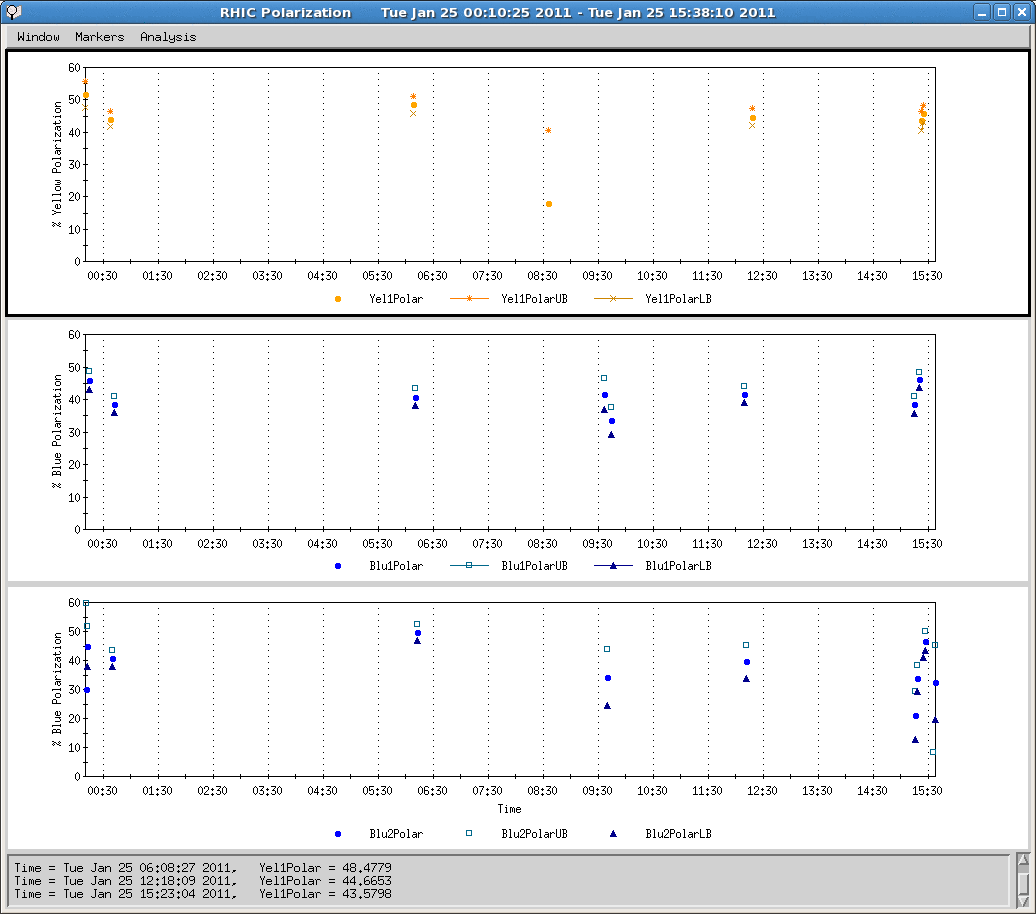 RHIC Polarization Tue Jan 25 00:10:25 2011 - Tue Jan 25 15:38:10 2011
Window Markers Analysis
% Yellow Polarization
60
50
40
30
20
10
0
00:30 01:30 02:30 03:30 04:30 05:30 06:30 07:30 08:30 09:30 10:30 11:30 12:30 13:30 14:30 15:30
Yel1Polar Yel1PolarUB Yel1PolarLB
% Blue Polarization
60
50
40
30
20
10
0
00:30 01:30 02:30 03:30 04:30 05:30 06:30 07:30 08:30 09:30 10:30 11:30 12:30 13:30 14:30 15:30
Blu1Polar Blu1PolarUB Blu1PolarLB
% Blue Polarization
60
50
40
30
20
10
0
00:30 01:30 02:30 03:30 04:30 05:30 06:30 07:30 08:30 09:30 10:30 11:30 12:30 13:30 14:30 15:30
Time
Blu2Polar Blu2PolarUB Blu2PolarLB
Time = Tue Jan 25 06:08:27 2011, Yel1Polar = 48.4779
Time = Tue Jan 25 12:18:09 2011, Yel1Polar = 44.6653
Time = Tue Jan 25 15:23:04 2011, Yel1Polar = 43.5798